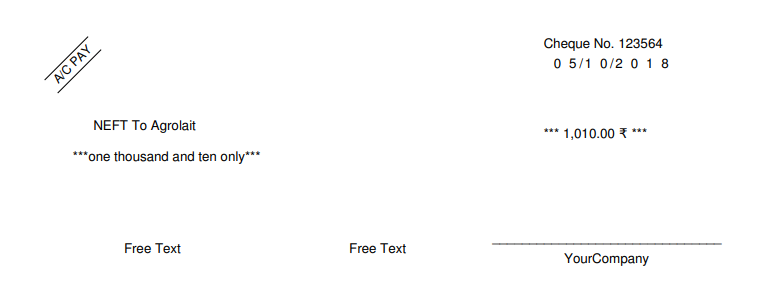 A/C PAY
Cheque No. 123564
0 5/1 0/2 0 1 8
NEFT To Agrolait
*** 1,010.00 ₹ ***
***one thousand and ten only***
Free Text
Free Text
YourCompany